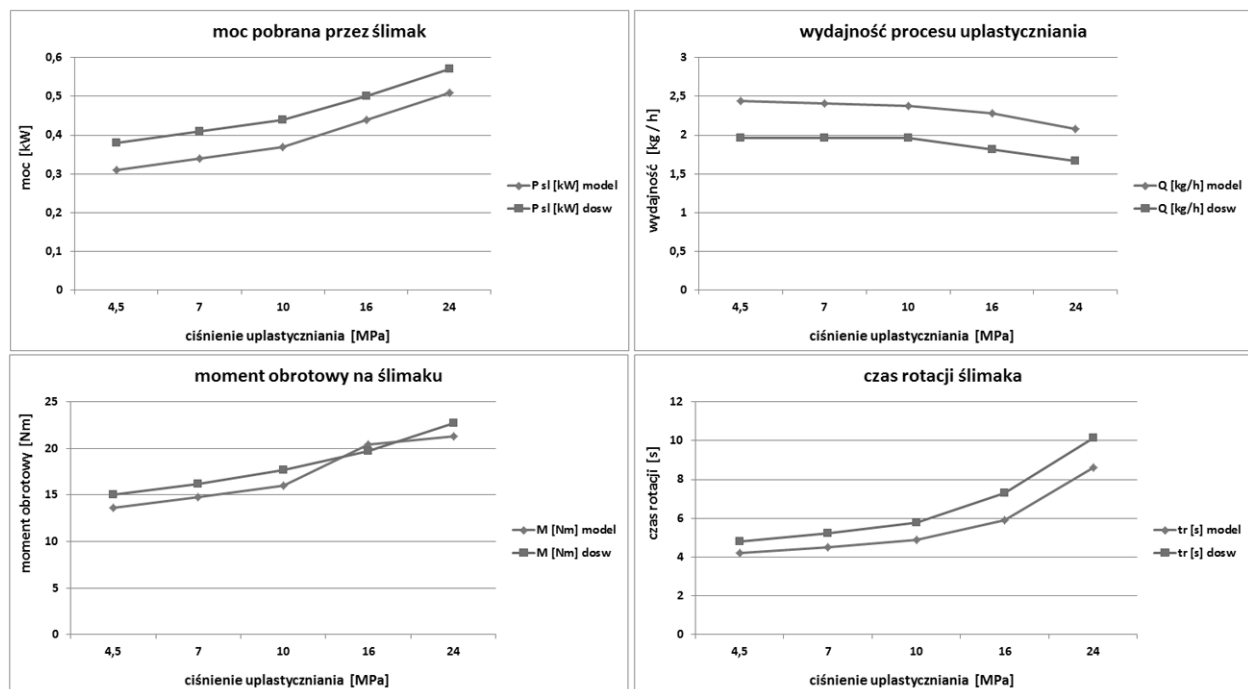 moc pobrana przez ślimak
moc [kW]
0,6
0,5
0,4
0,3
0,2
0,1
0
4,5 7 10 16 24
ciśnienie uplastyczniania [MPa]
P sl [kW] model
P sl [kW] dosw
wydajność procesu uplastyczniania
wydajność [kg / h]
3
2,5
2
1,5
1
0,5
0
4,5 7 10 16 24
ciśnienie uplastyczniania [MPa]
Q [kg/h] model
Q [kg/h] dosw
moment obrotowy na ślimaku
moment obrotowy [Nm]
25
20
15
10
5
0
4,5 7 10 16 24
ciśnienie uplastyczniania [MPa]
M [Nm] model
M [Nm] dosw
czas rotacji ślimaka
czas rotacji [s]
12
10
8
6
4
2
0
4,5 7 10 16 24
ciśnienie uplastyczniania [MPa]
tr [s] model
tr [s] dosw